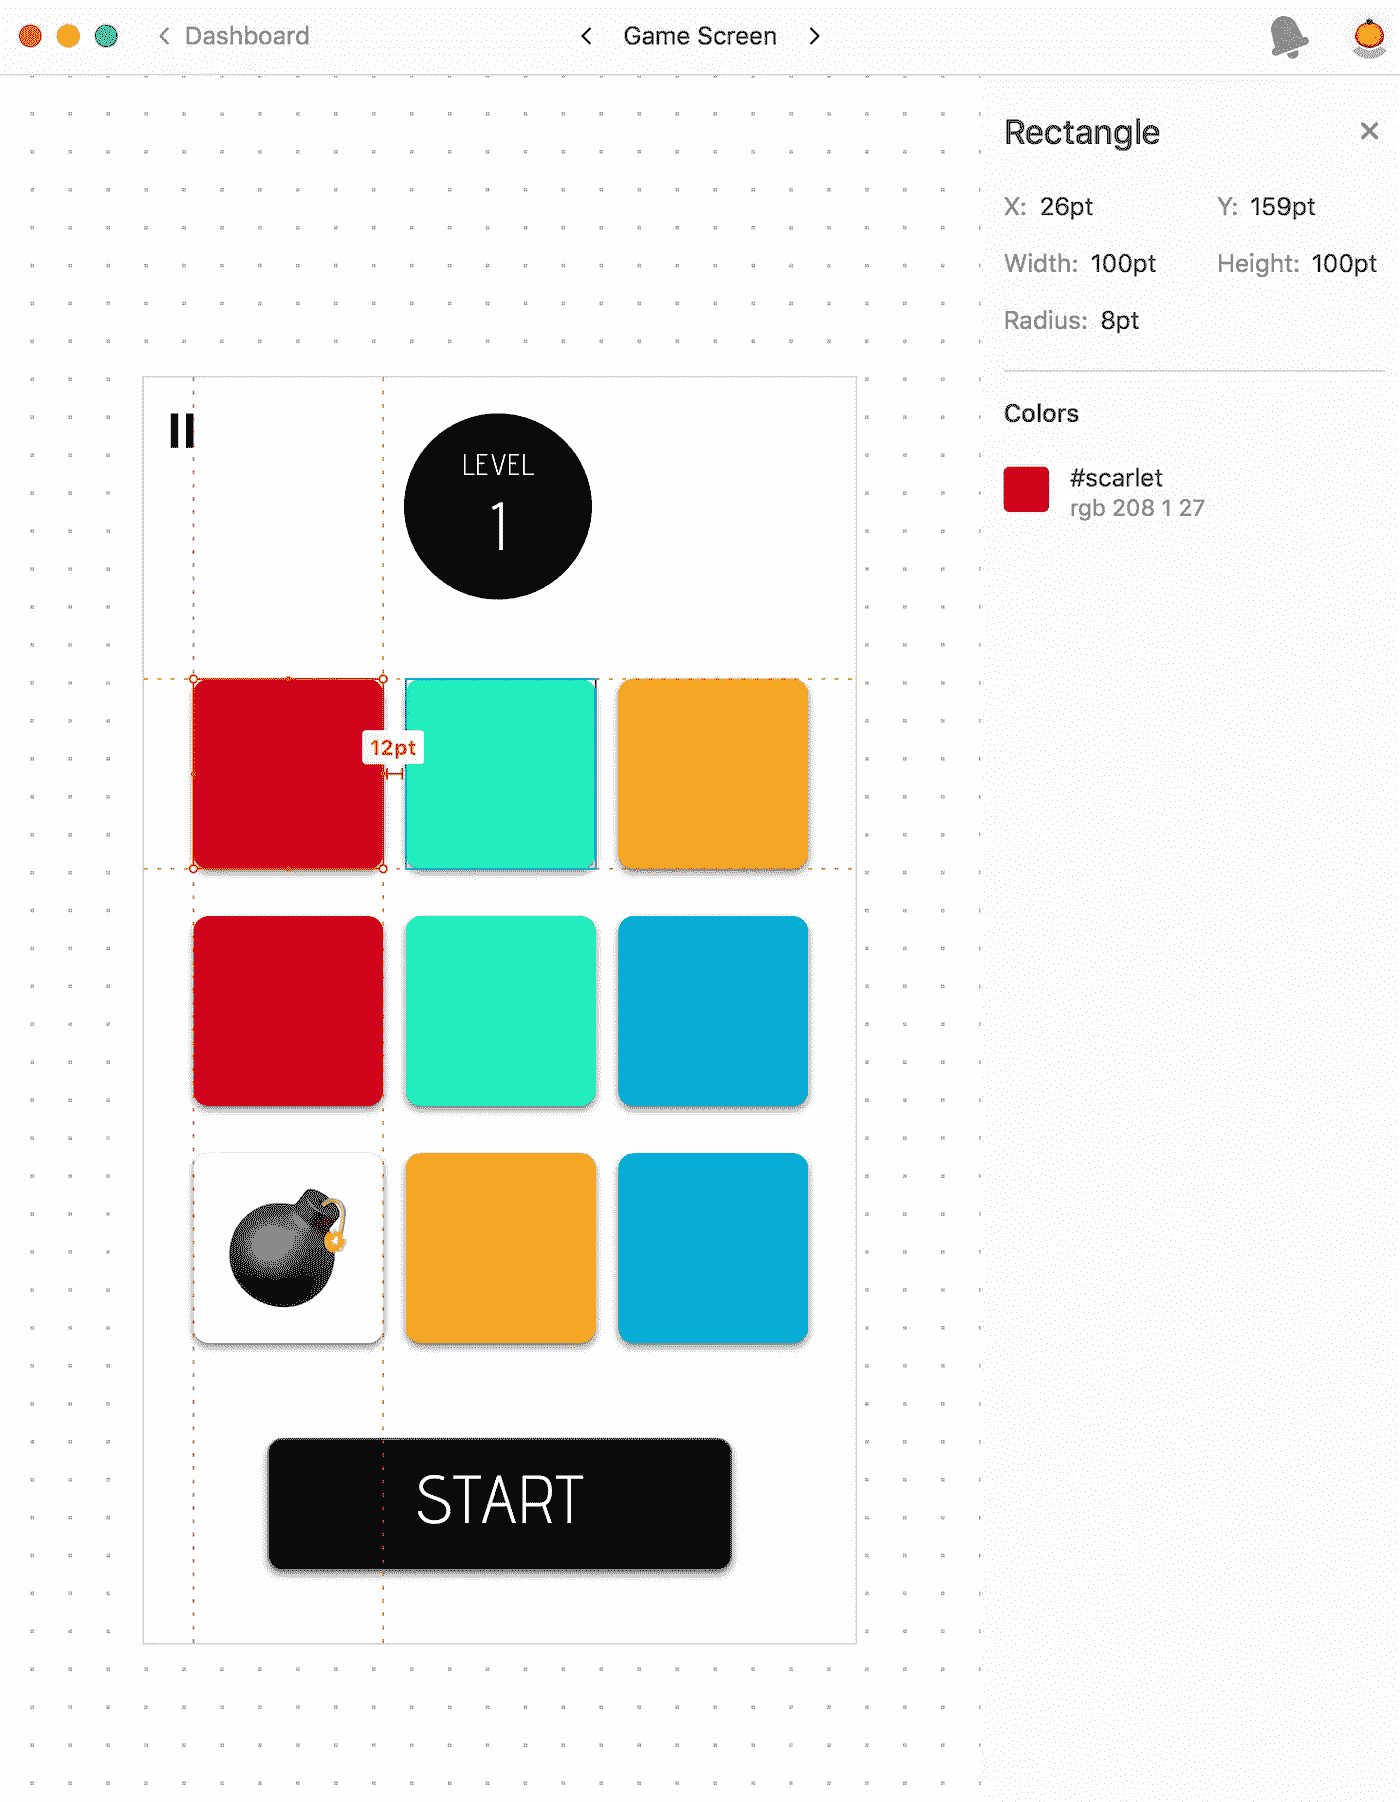 Dashboard
Game Screen
Rectangle
X: 26pt
Y: 159pt
Width: 100pt
Height: 100pt
Radius: 8pt
Colors
#scarlet
rgb 208 1 27
LEVEL
1
12pt
START